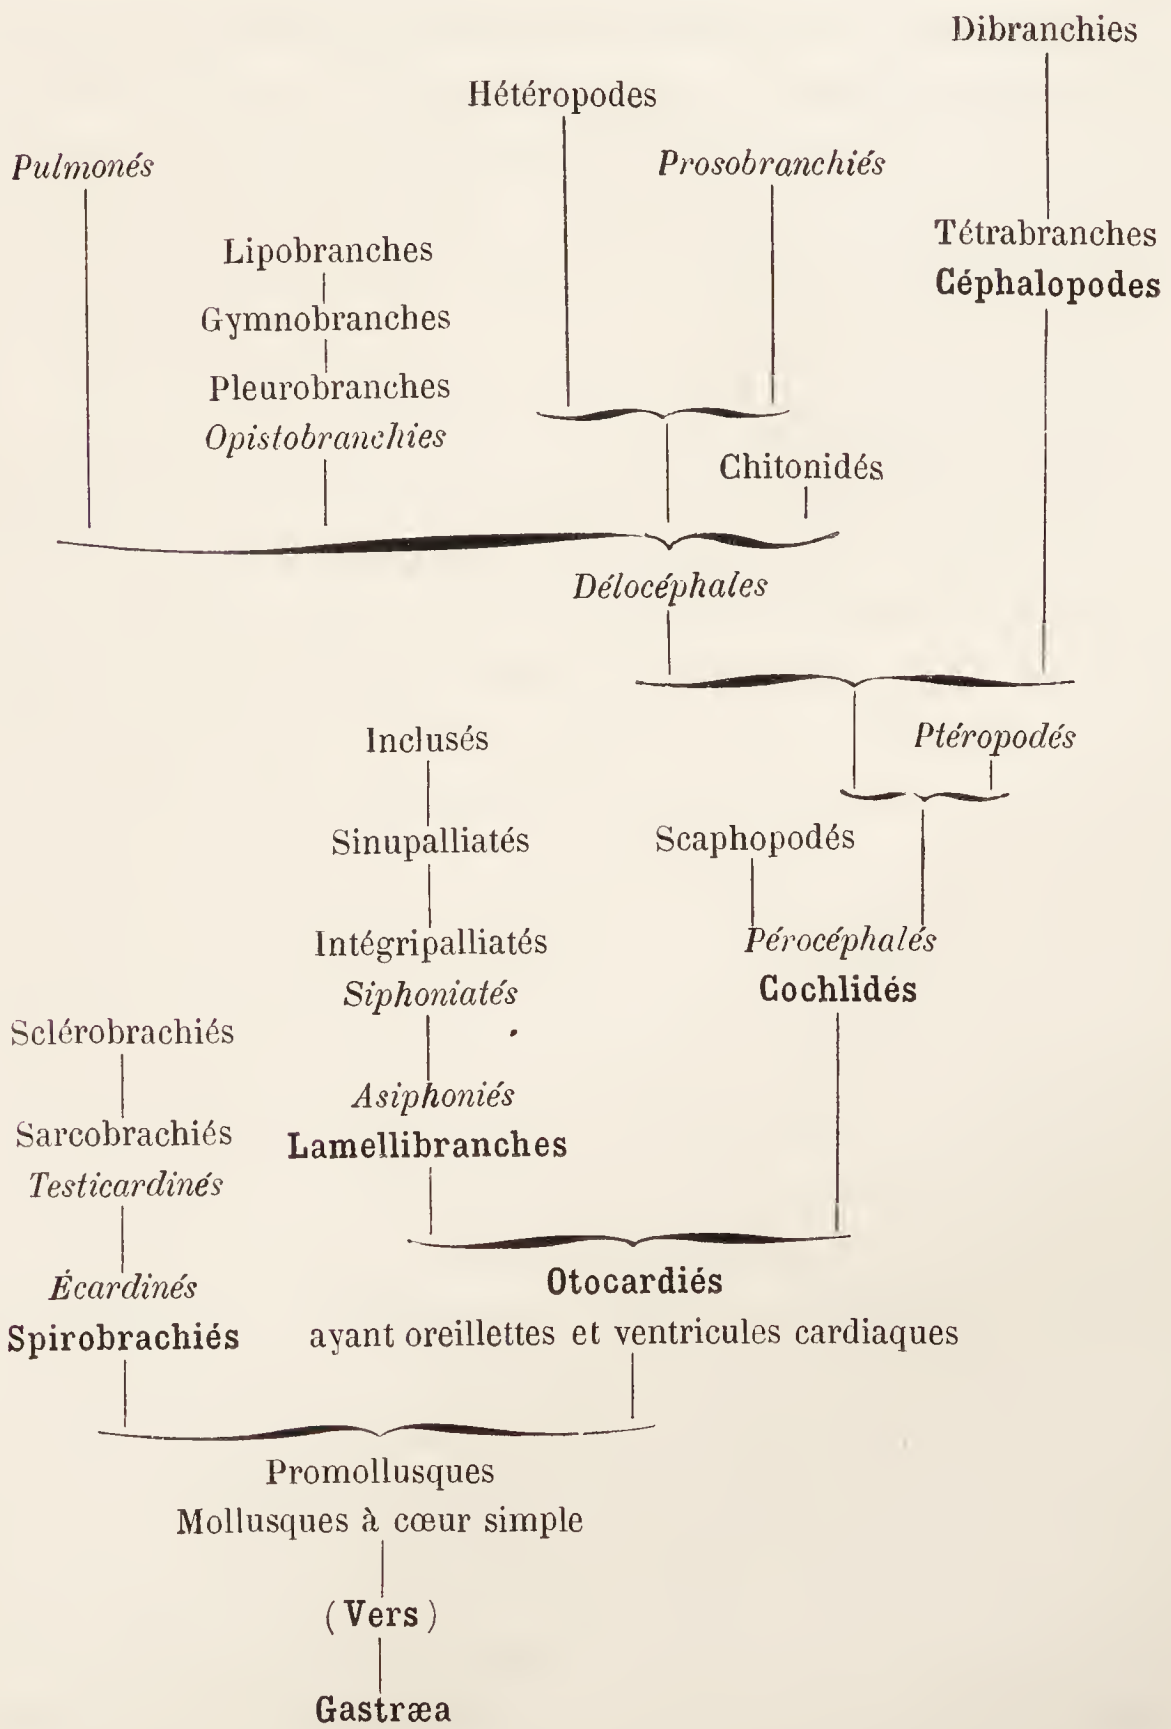 Dibranchies
Hétéropodes
Pulmonés
Prosobranchiés
Lipobranches
Tétrabranches
Céphalopodes
Gymnobranches
Pleurobranches
Opistobranchies
Chitonidés
Délocéphales
Inclusés
Ptéropodés
Sinupalliatés
Scaphopodés
Intégripalliatés
Siphoniatés
Pérocéphalés
Cochlidés
Sclérobrachiés
Asiphoniés
Lamellibranches
Sarcobrachiés
Testicardinés
Écardinés
Spirobrachiés
Otocardiés
ayant oreillettes et ventricules cardiaques
Promollusques
Mollusques à cœur simple
(Vers)
Gastræa